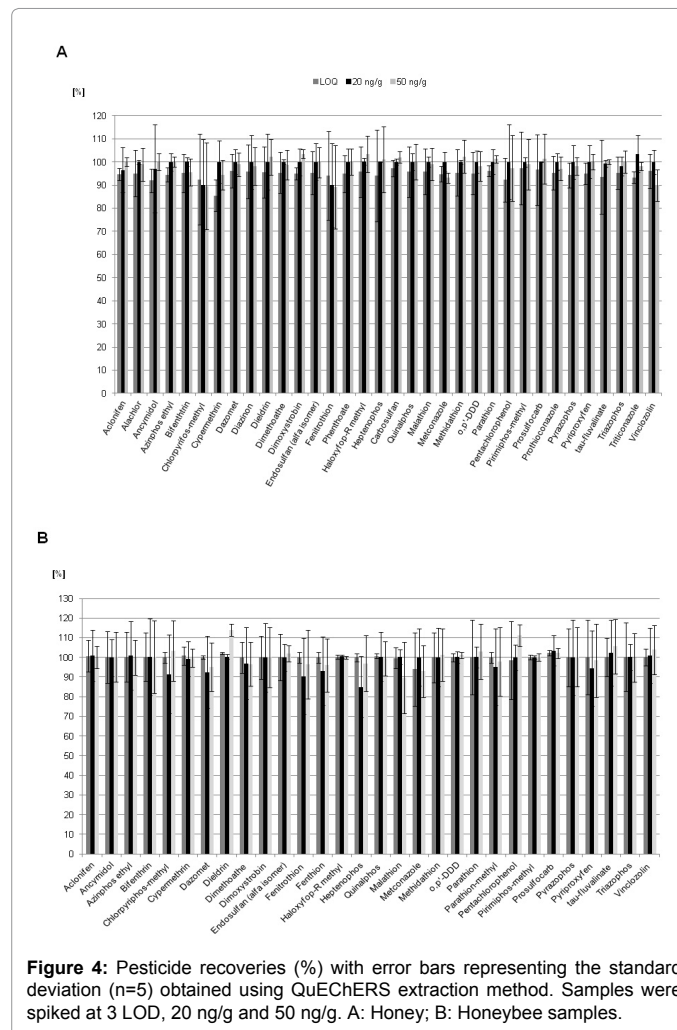 A
LOQ 20 ng/g 50 ng/g
[%]
120
110
100
90
80
70
60
50
40
30
20
10
0
Aclonifen
Alachlor
Ancymidol
Azinphos ethyl
Bifenthtrin
Chlorpyrifos-methyl
Cypermethrin
Dazomet
Diazinon
Dieldrin
Dimethoathe
Dimoxystrobin
Endosulfan (alfa isomer)
Fenitrothion
Phenthoate
Haloxyfop-R methyl
Heptenophos
Carbosulfan
Quinalphos
Malathion
Metconazole
Methidathion
o,p'-DDD
Parathion
Pentachlorophenol
Pirimiphos-methyl
Prosulfocarb
Prothioconazole
Pyrazophos
Pyriproxyfen
tau-fluvalinate
Triazophos
Triticonazole
Vinclozolin
B
[%]
130
120
110
100
90
80
70
60
50
40
30
20
10
0
Aclonifen
Ancymidol
Azinphos ethyl
Bifenthrin
Chlorpyriphos-methyl
Cypermethrin
Dazomet
Dieldrin
Dimethoathe
Dimoxystrobin
Endosulfan (alfa isomer)
Fenitrothion
Fenthion
Haloxyfop-R methyl
Heptenophos
Quinalphos
Malathion
Metconazole
Methidathion
o,p'-DDD
Parathion
Parathion-methyl
Pentachlorophenol
Pirimiphos-methyl
Prosulfocarb
Pyrazophos
Pyriproxyfen
tau-fluvalinate
Triazophos
Vinclozolin
Figure 4: Pesticide recoveries (%) with error bars representing the standard
deviation (n=5) obtained using QuEChERS extraction method. Samples were
spiked at 3 LOD, 20 ng/g and 50 ng/g. A: Honey; B: Honeybee samples.